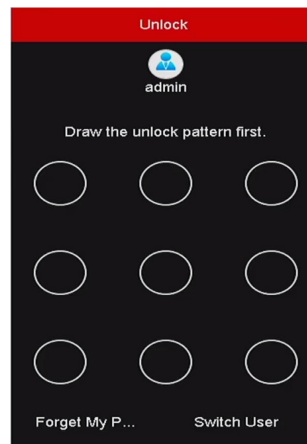 Unlock
admin
Draw the unlock pattern first.
Forget My P... Switch User